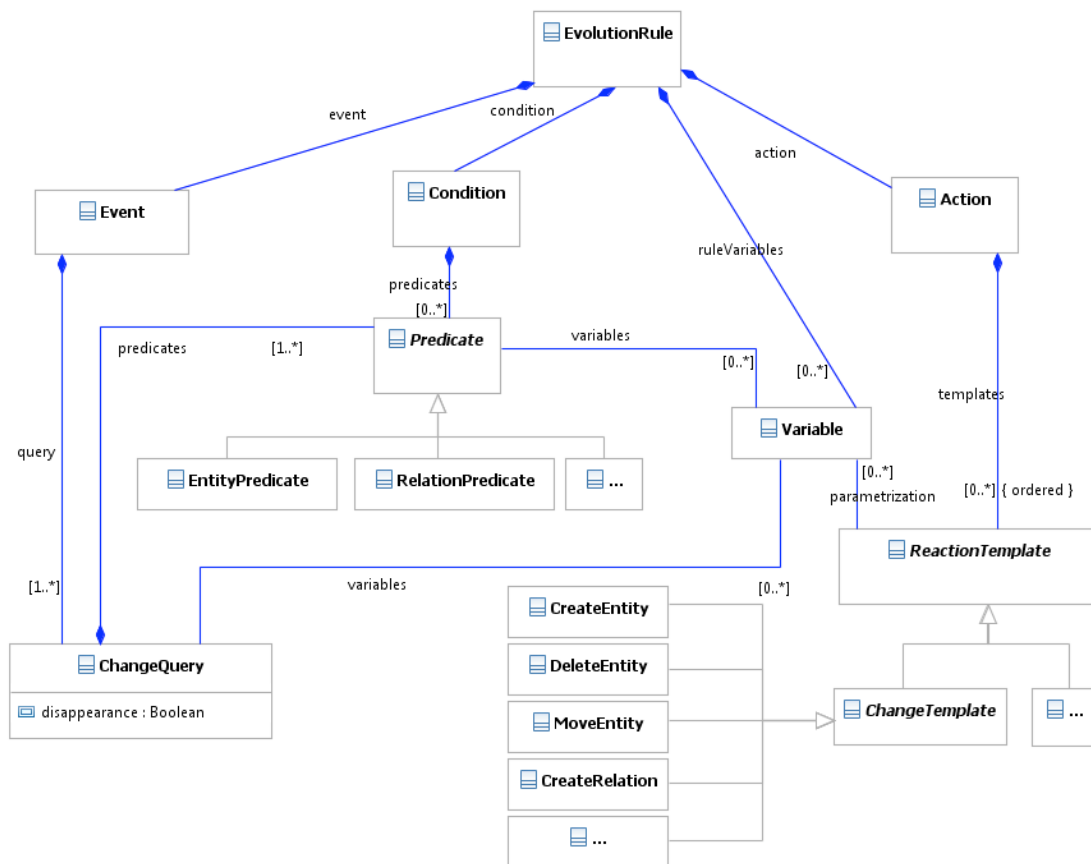 EvolutionRule
event
condition
action
Event
Condition
Action
ruleVariables
predicates
[0..*]
Predicate
predicates
[1..*]
variables
[0..*]
[0..*]
templates
Variable
query
EntityPredicate
RelationPredicate
...
[0..*]
parametrization
[0..*] { ordered }
ReactionTemplate
[1..*]
variables
[0..*]
CreateEntity
ChangeQuery
DeleteEntity
disappearance : Boolean
MoveEntity
ChangeTemplate
...
CreateRelation
...